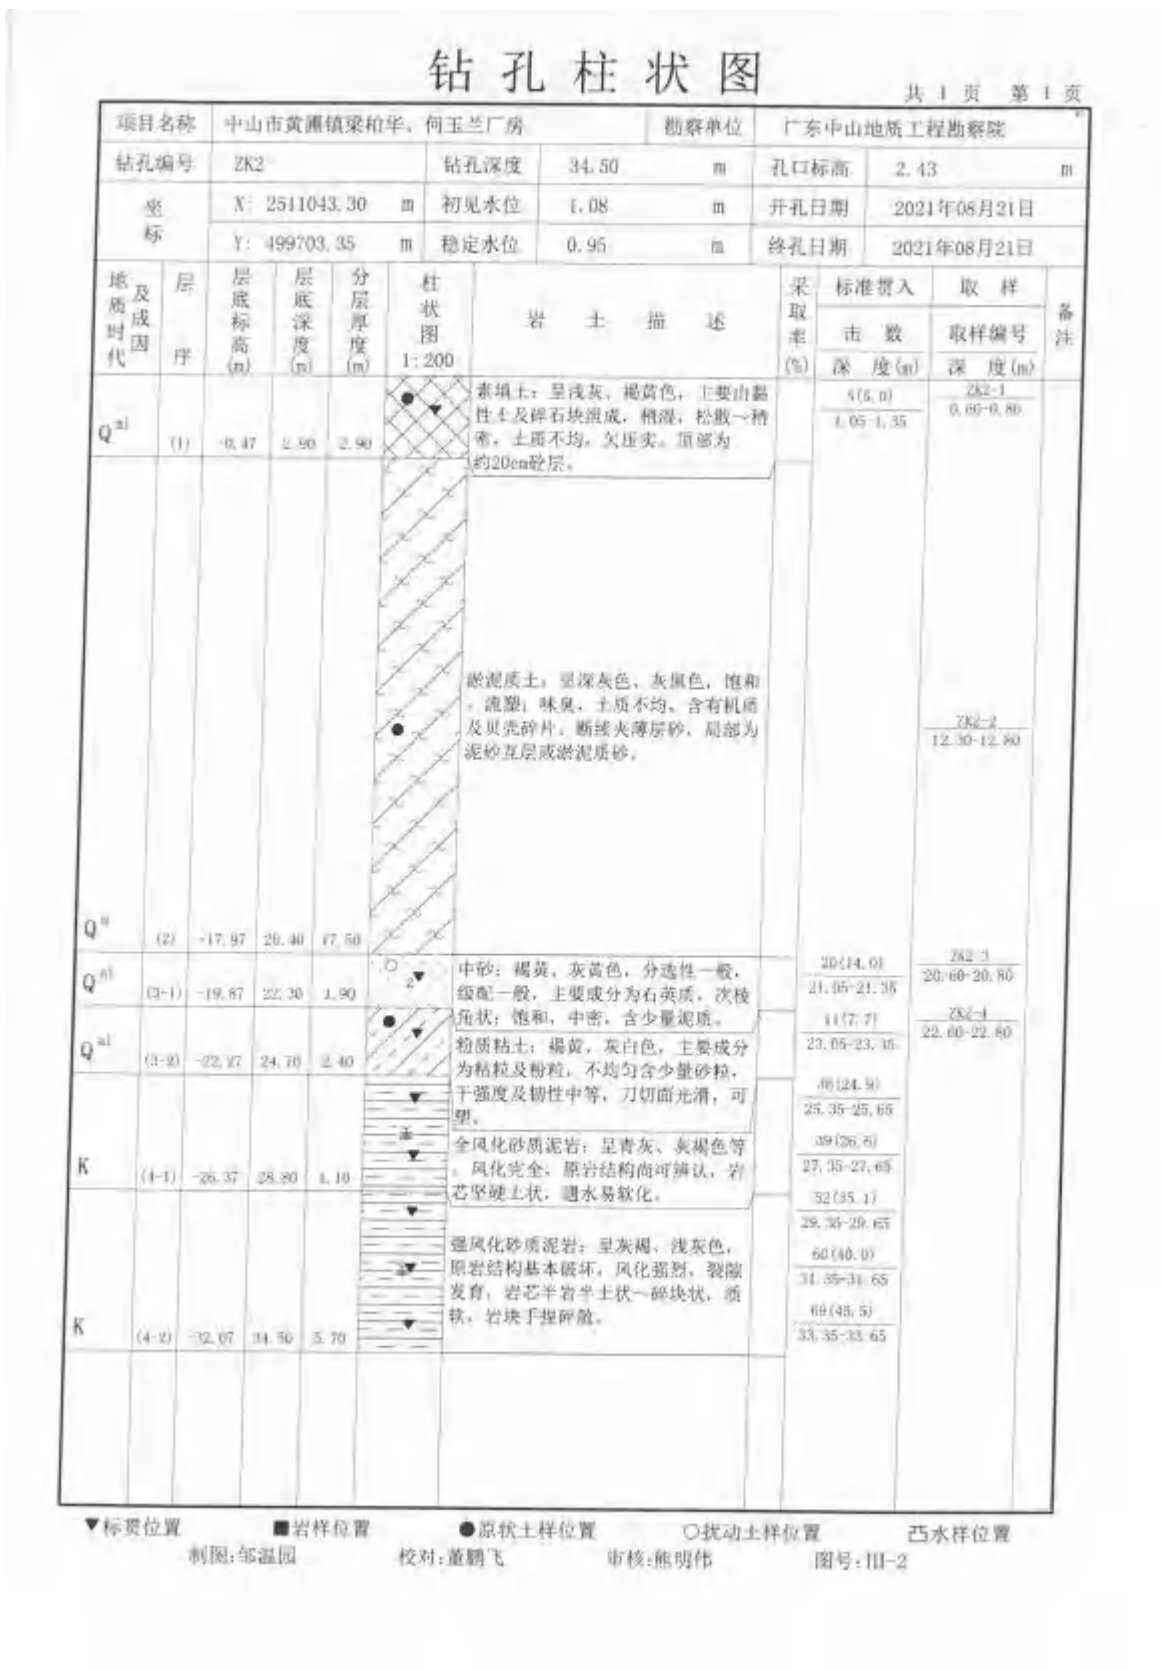 钻孔柱状图
共 1 页 第 1 页
项目名称 中山市黄圃镇梁柏华、何玉兰厂房 勘察单位 广东中山地质工程勘察院
钻孔编号 ZK2 钻孔深度 34.50 m 孔口标高 2.43 m
坐标 X: 2511043.30 m 初见水位 1.08 m 开孔日期 2021年08月21日
Y: 499703.35 m 稳定水位 0.95 m 终孔日期 2021年08月21日
地质时代及成因 层序 层底标高(m) 层底深度(m) 分层厚度(m) 柱状图 1:200 岩土描述 采取率(%) 标准贯入 击数 深度(m) 取样 取样编号 深度(m) 备注
素填土:呈浅灰、褐黄色,主要由黏
性土及碎石块组成,稍湿,松散~稍
密,土质不均,欠压实。顶部为
约20cm砼层。
Q ml (1) -0.47 2.90 2.90
(5.0)
1.05-1.35
ZK2-1
0.60-0.80
淤泥质土:呈深灰色、灰黑色,饱和
,流塑;味臭,土质不均,含有机质
及贝壳碎片。断续夹薄层砂,局部为
泥砂互层或淤泥质砂。
ZK2-2
12.30-12.80
Q (2) -17.97 20.40 17.50
中砂:褐黄、灰黄色,分选性一般,
级配一般,主要成分为石英质,次棱
角状;饱和,中密,含少量泥质。
Q al (3-1) -19.87 22.30 1.90
20(14.0)
21.05-21.35
ZK2-3
20.60-20.80
粉质粘土:褐黄、灰白色,主要成分
为粘粒及粉粒,不均匀含少量砂粒,
干强度及韧性中等,刀切面光滑,可
塑。
Q al (3-2) -22.27 24.70 2.40
11(7.7)
23.05-23.35
ZK2-4
22.60-22.80
全风化砂质泥岩:呈青灰、灰褐色等
,风化完全,原岩结构尚可辨认,岩
芯坚硬土状,遇水易软化。
K (4-1) -26.37 28.80 4.10
36(24.9)
25.35-25.65
39(26.6)
27.35-27.65
强风化砂质泥岩:呈灰褐、浅灰色,
原岩结构基本破坏,风化强烈,裂隙
发育;岩芯半岩半土状~碎块状,质
软,岩块手捏碎散。
K (4-2) -32.07 34.50 5.70
52(35.1)
29.35-29.65
60(40.0)
31.35-31.65
69(45.5)
33.35-33.65
▼标贯位置 ■岩样位置 ●原状土样位置 ○扰动土样位置 凸水样位置
制图:邹温园 校对:董鹏飞 审核:熊明伟 图号:III-2